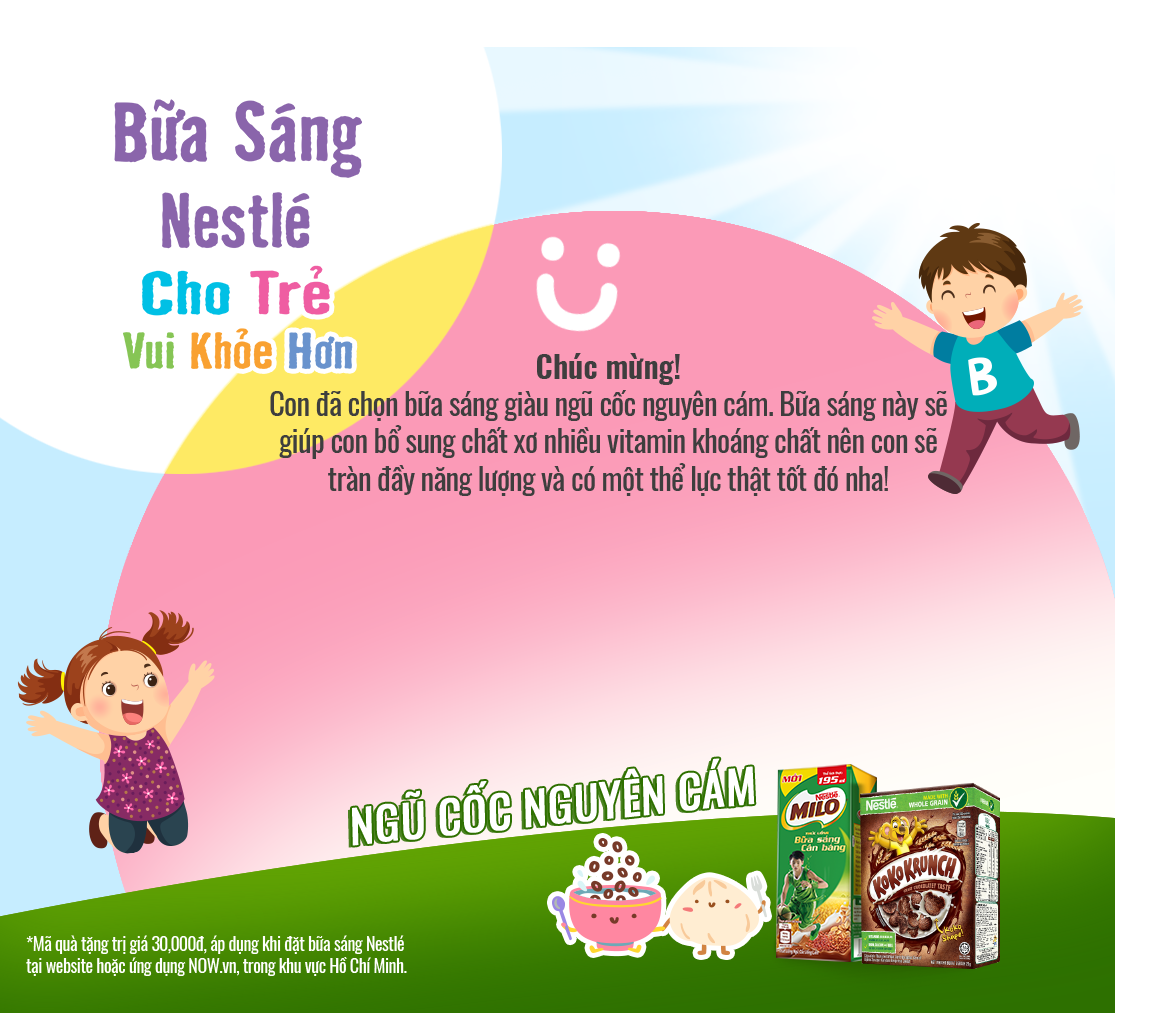 Bữa Sáng
Nestlé
Cho Trẻ
Vui Khỏe Hơn
Chúc mừng!
Con đã chọn bữa sáng giàu ngũ cốc nguyên cám. Bữa sáng này sẽ
giúp con bổ sung chất xơ nhiều vitamin khoáng chất nên con sẽ
tràn đầy năng lượng và có một thể lực thật tốt đó nha!
B
NGŨ CỐC NGUYÊN CÁM
MỚI
195 ml
Nestlé
MILO
Bữa sáng
Cân bằng
Nestlé
MADE WITH
WHOLE GRAIN
KOKO KRUNCH
Koko
Shape!
*Mã quà tặng trị giá 30,000đ, áp dụng khi đặt bữa sáng Nestlé
tại website hoặc ứng dụng NOW.vn, trong khu vực Hồ Chí Minh.